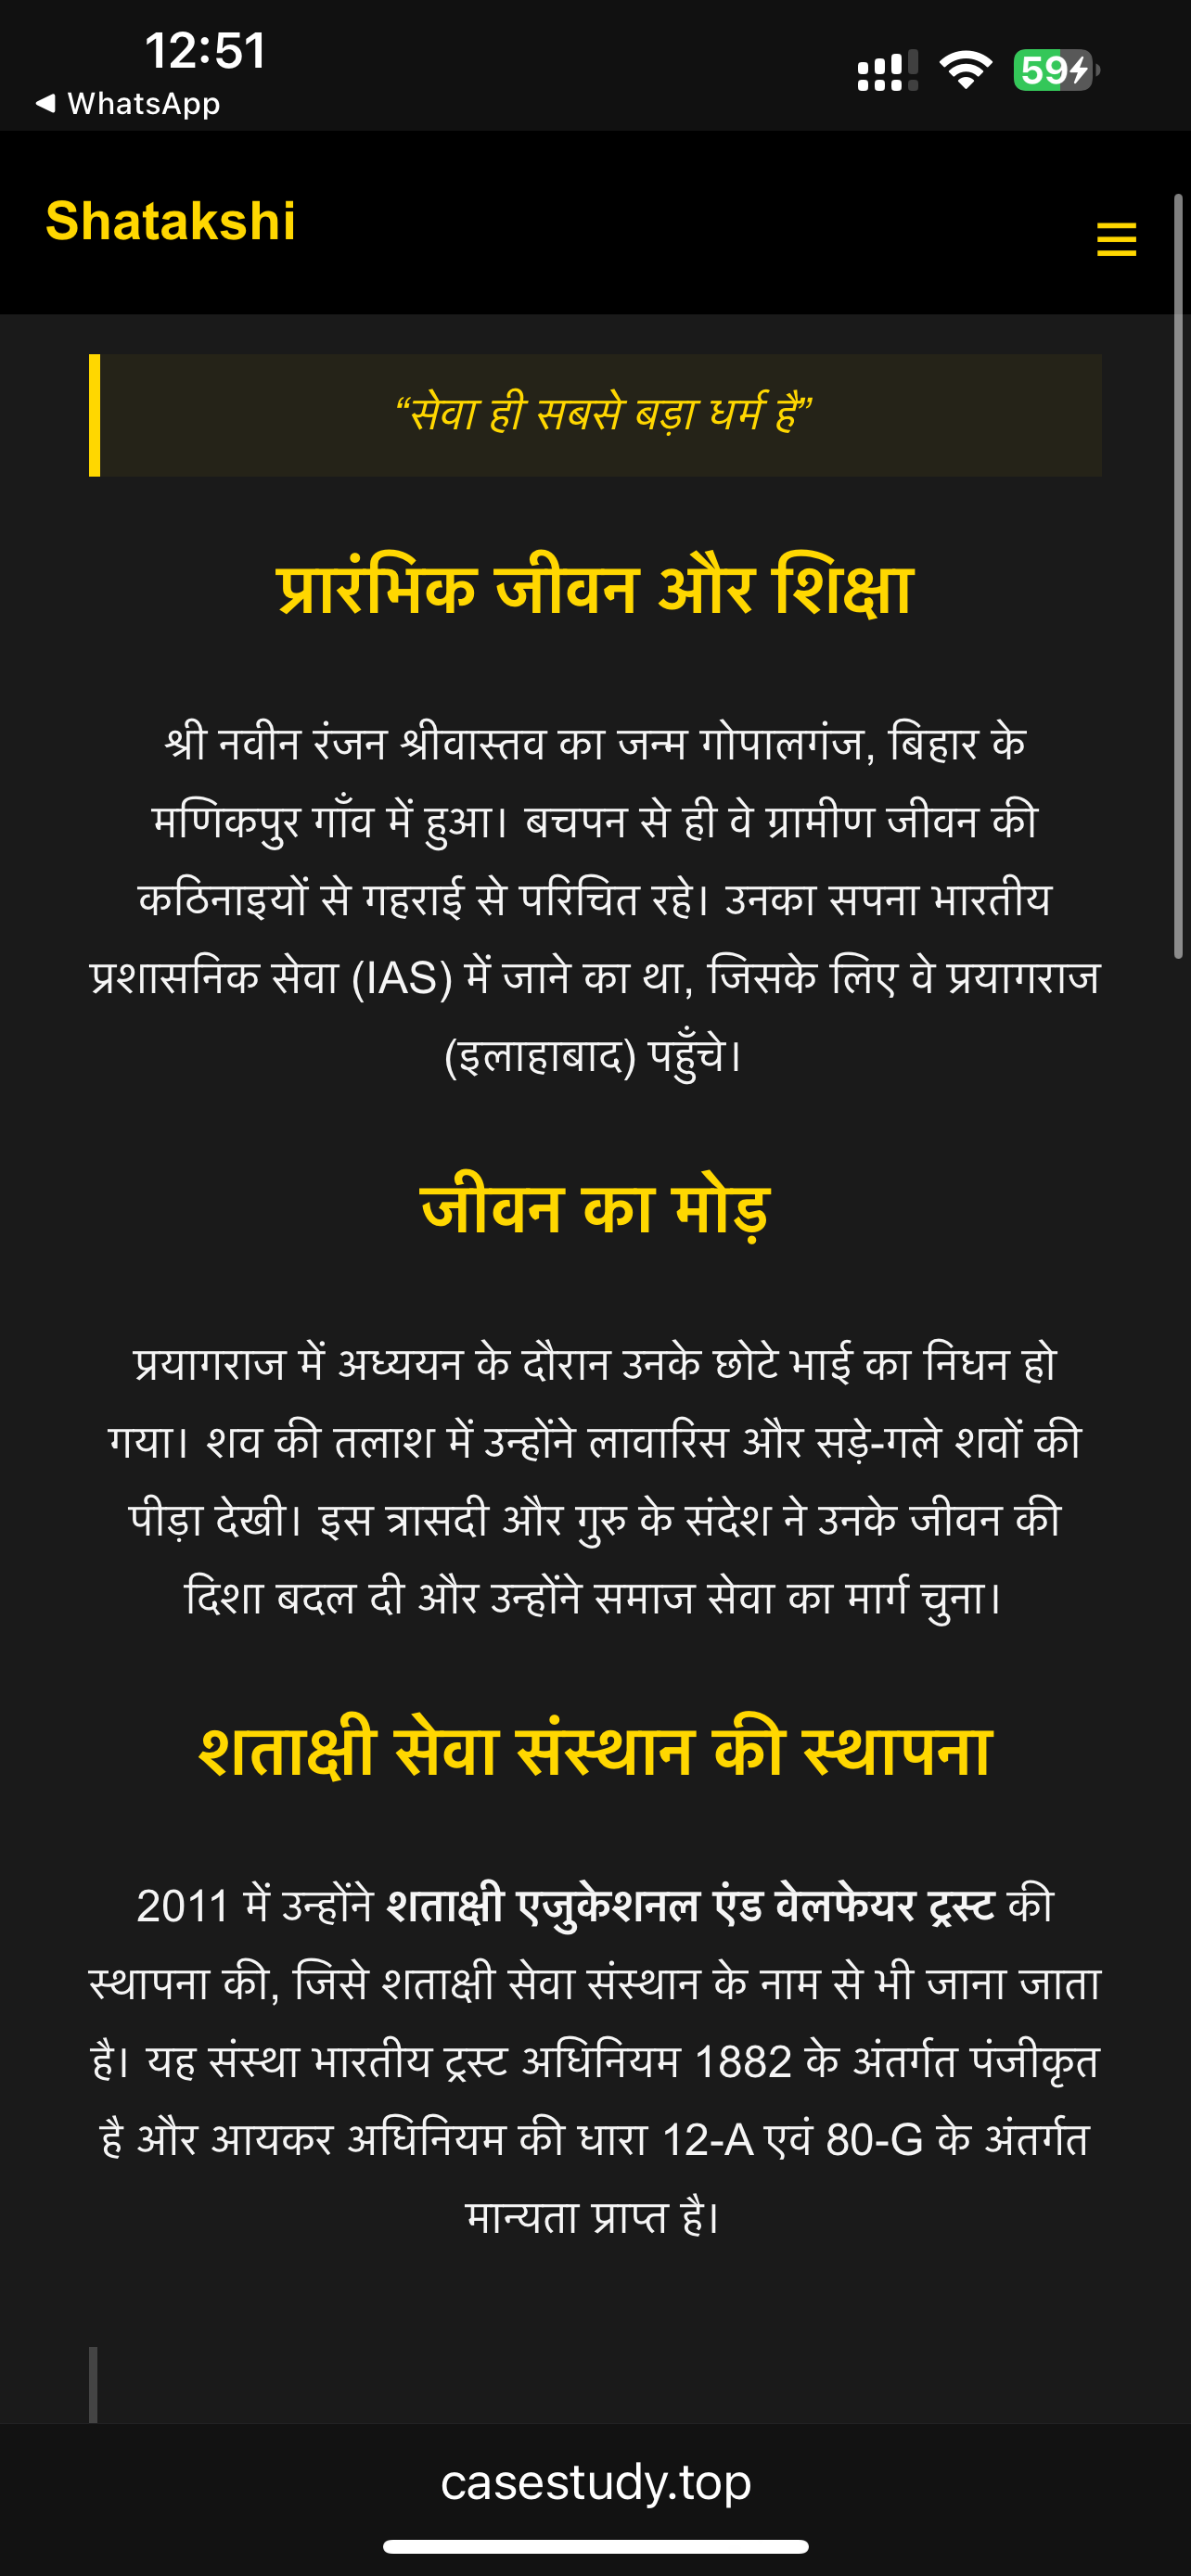 12:51
◀ WhatsApp
59
Shatakshi
“सेवा ही सबसे बड़ा धर्म है”
प्रारंभिक जीवन और शिक्षा
श्री नवीन रंजन श्रीवास्तव का जन्म गोपालगंज, बिहार के
मणिकपुर गाँव में हुआ। बचपन से ही वे ग्रामीण जीवन की
कठिनाइयों से गहराई से परिचित रहे। उनका सपना भारतीय
प्रशासनिक सेवा (IAS) में जाने का था, जिसके लिए वे प्रयागराज
(इलाहाबाद) पहुँचे।
जीवन का मोड़
प्रयागराज में अध्ययन के दौरान उनके छोटे भाई का निधन हो
गया। शव की तलाश में उन्होंने लावारिस और सड़े-गले शवों की
पीड़ा देखी। इस त्रासदी और गुरु के संदेश ने उनके जीवन की
दिशा बदल दी और उन्होंने समाज सेवा का मार्ग चुना।
शताक्षी सेवा संस्थान की स्थापना
2011 में उन्होंने शताक्षी एजुकेशनल एंड वेलफेयर ट्रस्ट की
स्थापना की, जिसे शताक्षी सेवा संस्थान के नाम से भी जाना जाता
है। यह संस्था भारतीय ट्रस्ट अधिनियम 1882 के अंतर्गत पंजीकृत
है और आयकर अधिनियम की धारा 12-A एवं 80-G के अंतर्गत
मान्यता प्राप्त है।
casestudy.top